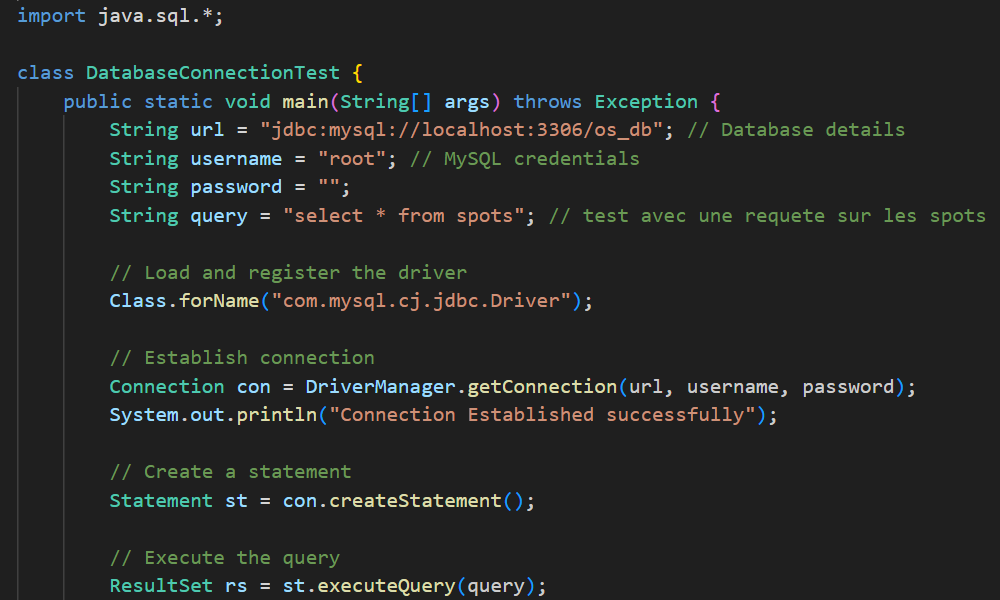 import java.sql.*;
class DatabaseConnectionTest {
public static void main(String[] args) throws Exception {
String url = "jdbc:mysql://localhost:3306/os_db"; // Database details
String username = "root"; // MySQL credentials
String password = "";
String query = "select * from spots"; // test avec une requete sur les spots
// Load and register the driver
Class.forName("com.mysql.cj.jdbc.Driver");
// Establish connection
Connection con = DriverManager.getConnection(url, username, password);
System.out.println("Connection Established successfully");
// Create a statement
Statement st = con.createStatement();
// Execute the query
ResultSet rs = st.executeQuery(query);